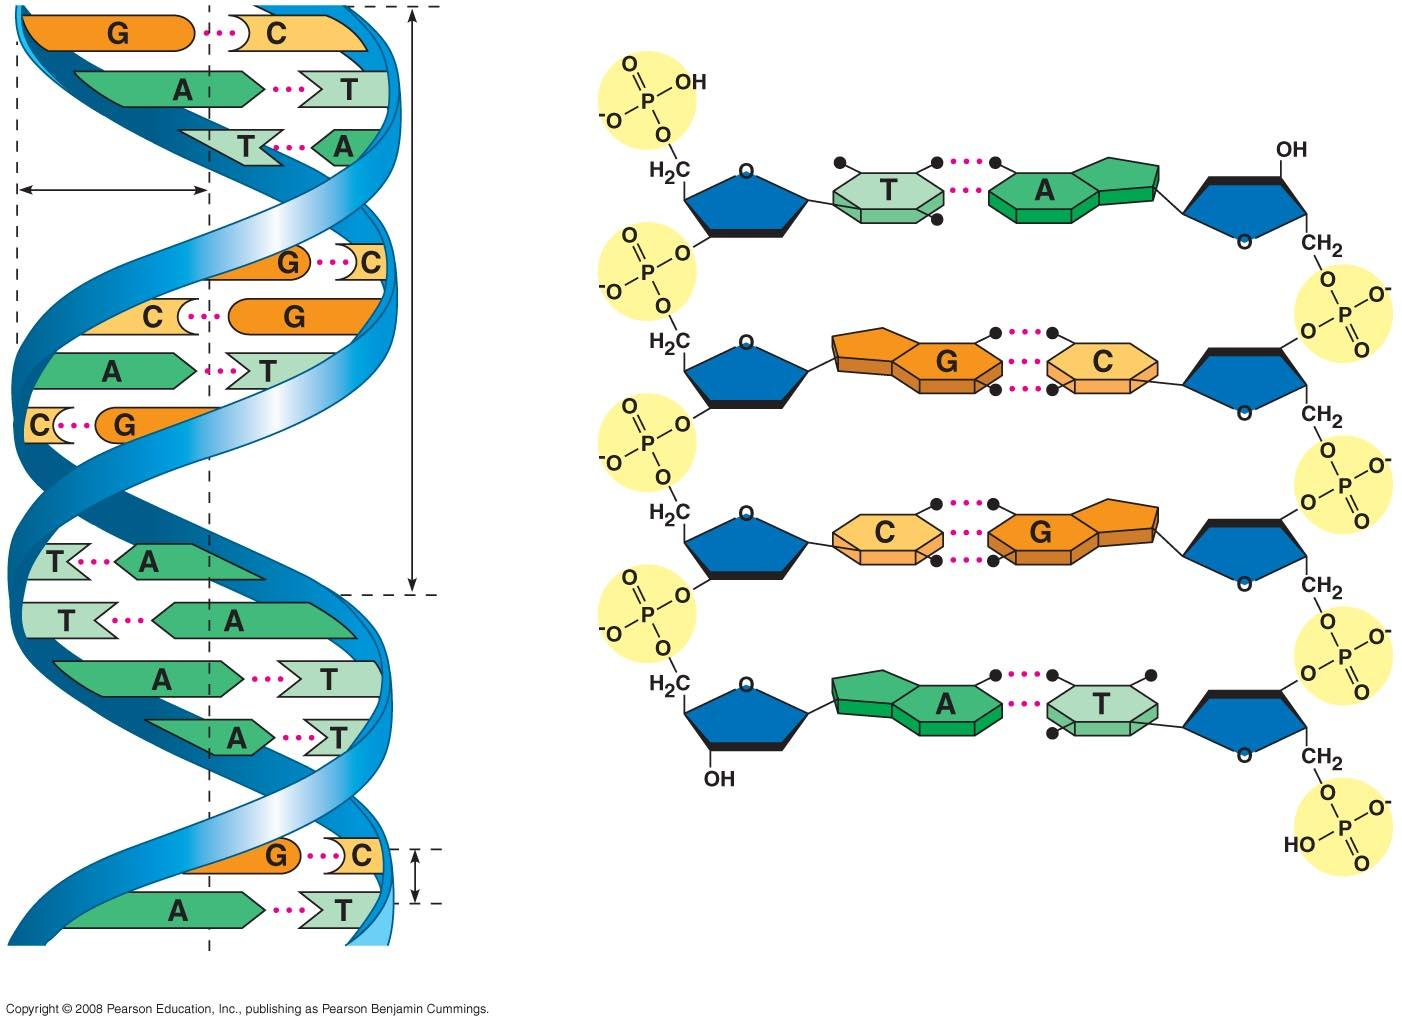 G C
A T
T A
G C
C G
A T
C G
T A
T A
A T
A T
G C
A T
O
P OH
-O
O
H2C O
T A
OH
O
CH2
O
O P
-O
O
O
P O-
O
O
H2C O
G C
O
CH2
O
O P
-O
O
O
P O-
O
O
H2C O
C G
O
CH2
O
O P
-O
O
O
P O-
O
O
H2C O
A T
OH
O
CH2
O
HO P O-
O
Copyright © 2008 Pearson Education, Inc., publishing as Pearson Benjamin Cummings.